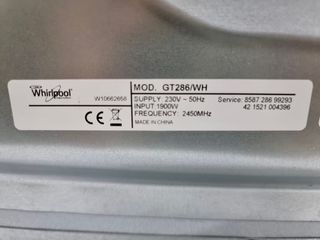 Whirlpool
W10662658
MOD. GT286/WH
SUPPLY: 230V ~ 50Hz
INPUT:1900W
FREQUENCY: 2450MHz
MADE IN CHINA
Service: 8587 286 99293
42 1521 004396
CE